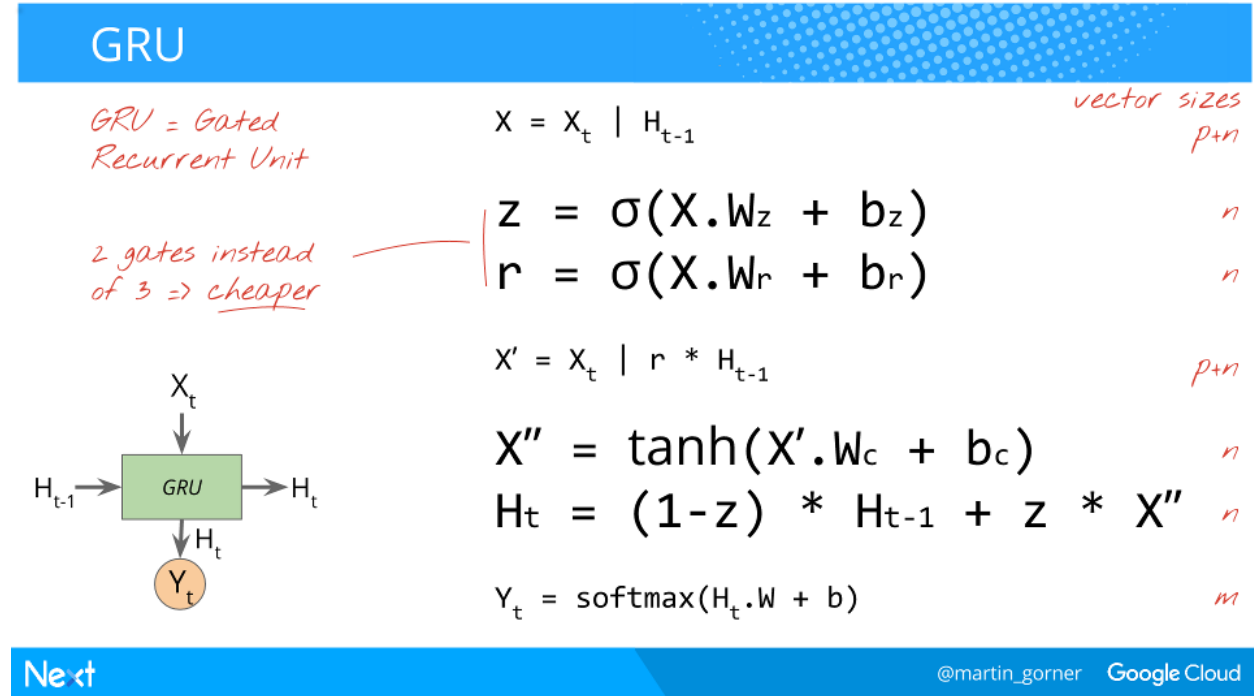 GRU
GRU = Gated
Recurrent Unit
2 gates instead
of 3 => cheaper
vector sizes
X = Xt | Ht-1 p+n
z = σ(X.Wz + bz) n
r = σ(X.Wr + br) n
X′ = Xt | r * Ht-1 p+n
X″ = tanh(X′.Wc + bc) n
Ht = (1-z) * Ht-1 + z * X″ n
Yt = softmax(Ht.W + b) m
Xt
Ht-1 GRU Ht
Ht
Yt
Next @martin_gorner Google Cloud